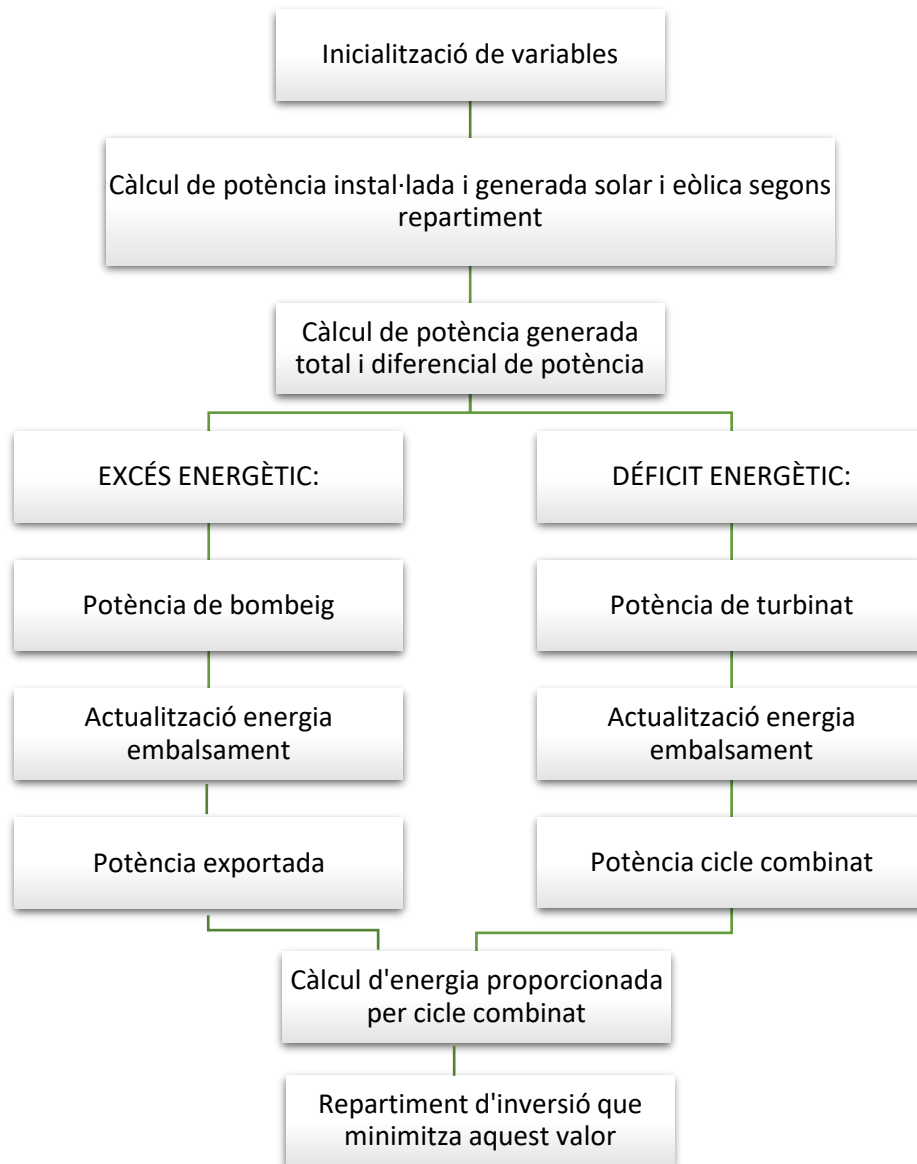 Inicialització de variables
Càlcul de potència instal·lada i generada solar i eòlica segons
repartiment
Càlcul de potència generada
total i diferencial de potència
EXCÉS ENERGÈTIC:
Potència de bombeig
Actualització energia
embalsament
Potència exportada
DÉFICIT ENERGÈTIC:
Potència de turbinat
Actualització energia
embalsament
Potència cicle combinat
Càlcul d'energia proporcionada
per cicle combinat
Repartiment d'inversió que
minimitza aquest valor